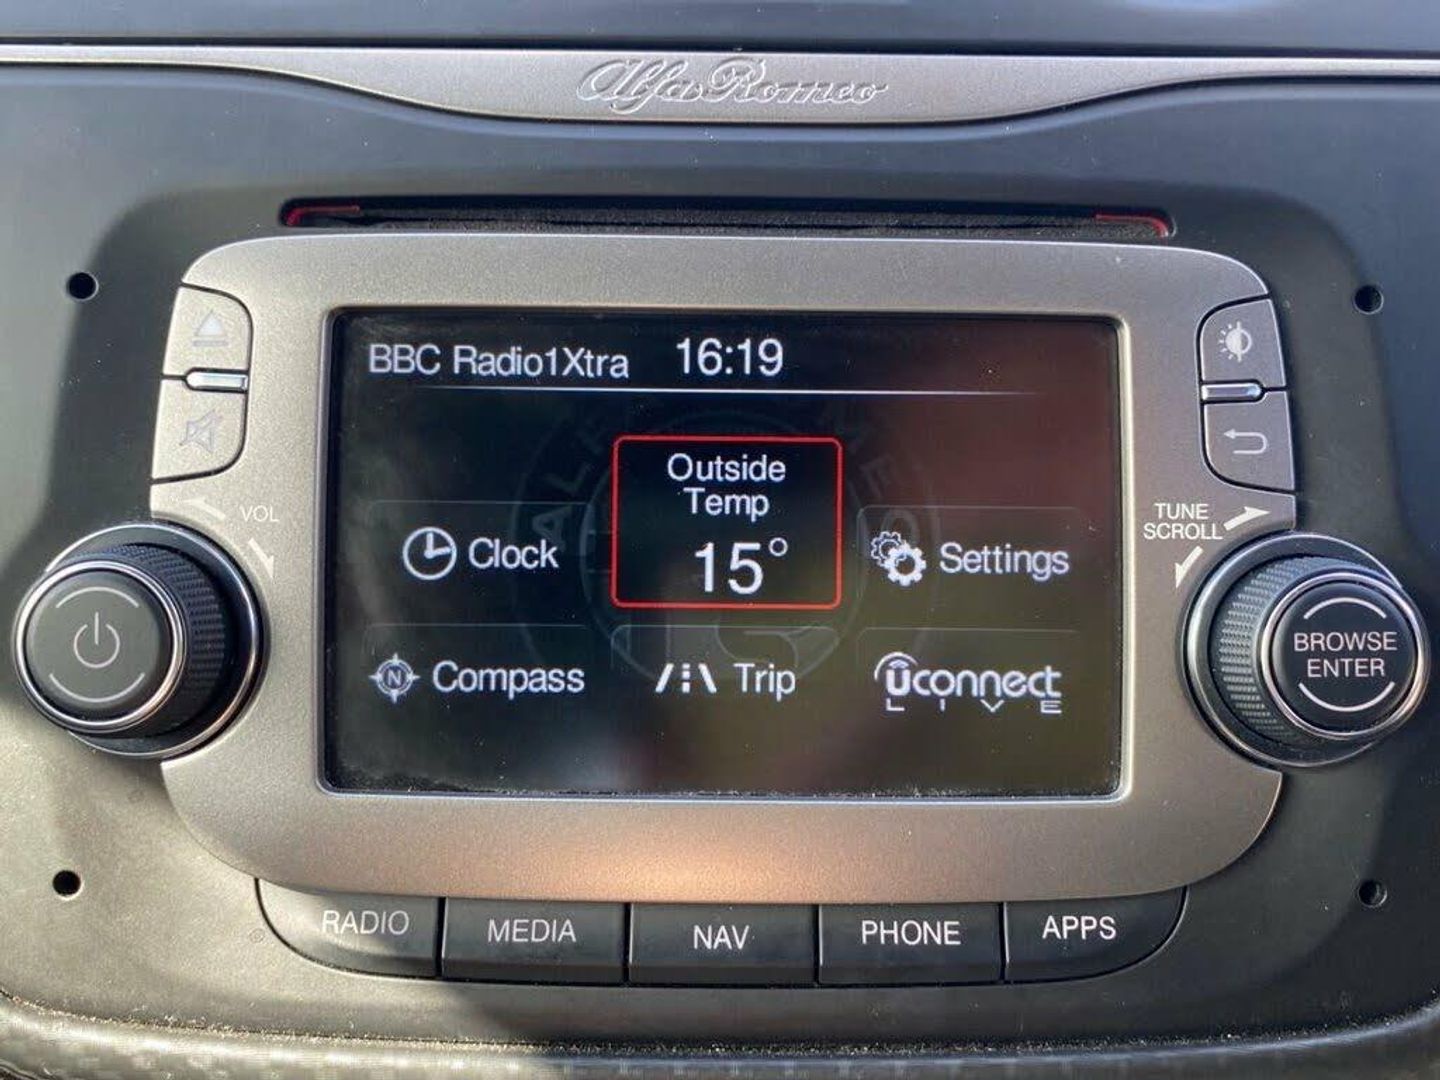 Alfa Romeo
BBC Radio1Xtra 16:19
Outside
Temp
15°
Clock
Settings
Compass
Trip
uconnect
LIVE
VOL
TUNE
SCROLL
BROWSE
ENTER
RADIO
MEDIA
NAV
PHONE
APPS